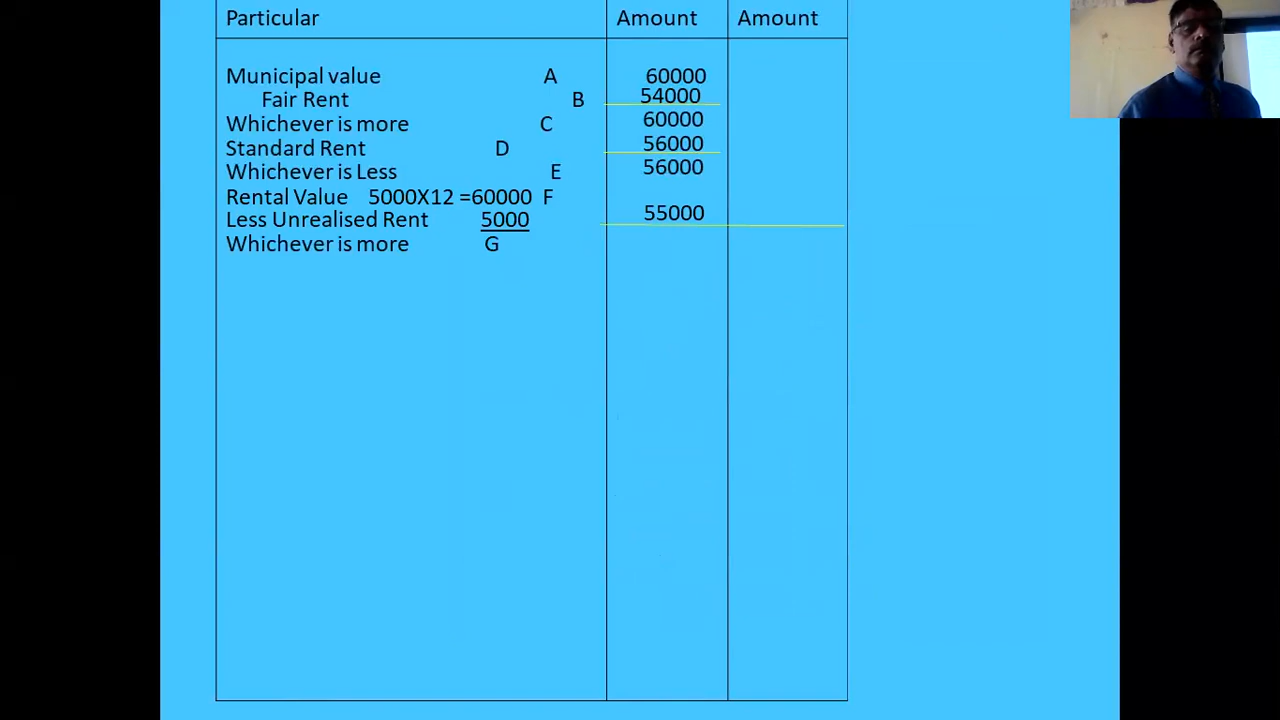 Particular Amount Amount
Municipal value A 60000
Fair Rent B 54000
Whichever is more C 60000
Standard Rent D 56000
Whichever is Less E 56000
Rental Value 5000X12 =60000 F
Less Unrealised Rent 5000 55000
Whichever is more G